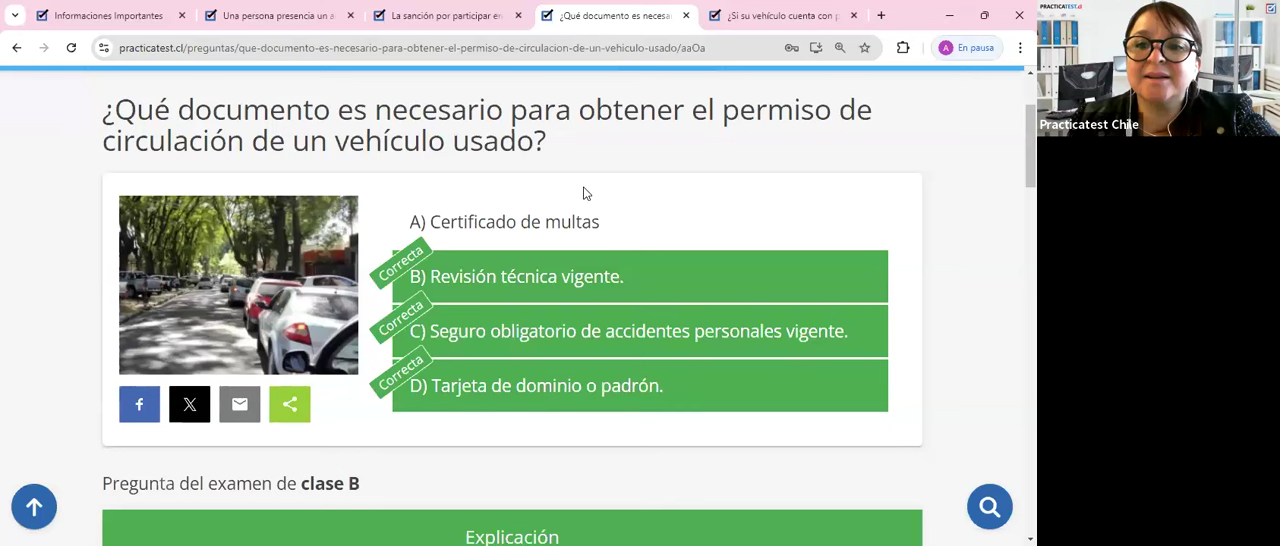 Informaciones Importantes
Una persona presencia un a
La sanción por participar en
¿Qué documento es necesa
¿Si su vehículo cuenta con p
practicatest.cl/preguntas/que-documento-es-necesario-para-obtener-el-permiso-de-circulacion-de-un-vehiculo-usado/aaOa
A
En pausa
PRACTICATEST.cl
Practicatest Chile
¿Qué documento es necesario para obtener el permiso de
circulación de un vehículo usado?
A) Certificado de multas
Correcta
B) Revisión técnica vigente.
Correcta
C) Seguro obligatorio de accidentes personales vigente.
Correcta
D) Tarjeta de dominio o padrón.
Pregunta del examen de clase B
Explicación